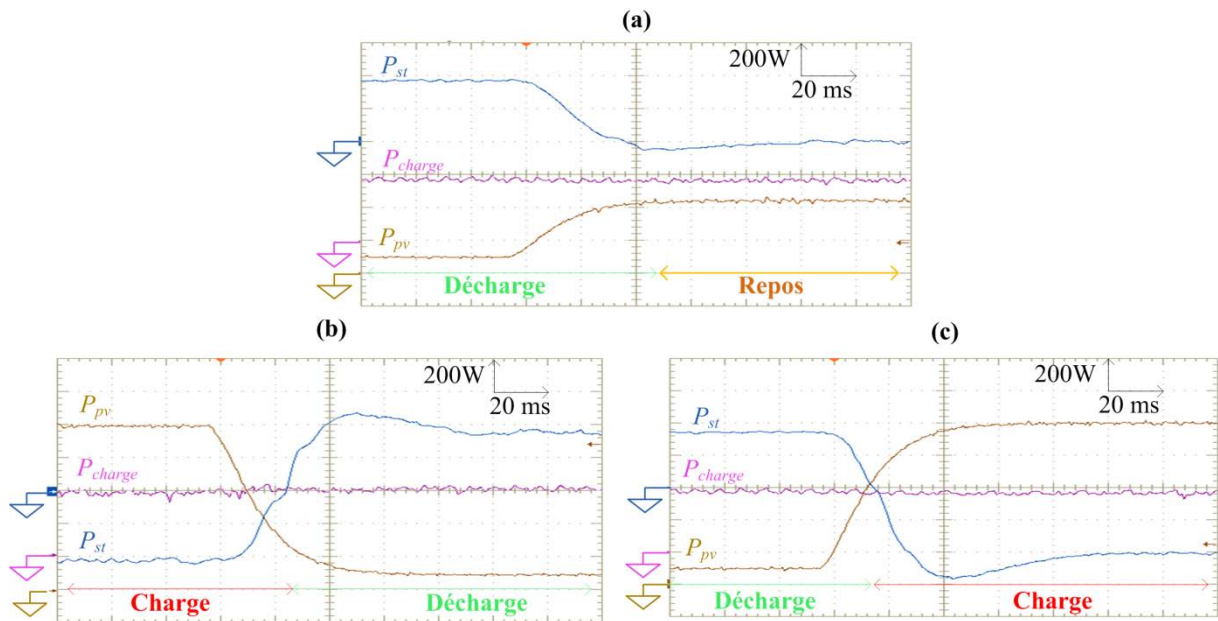 (a)
200W
20 ms
P_st
P_charge
P_pv
Décharge
Repos
(b)
200W
20 ms
P_pv
P_charge
P_st
Charge
Décharge
(c)
200W
20 ms
P_st
P_charge
P_pv
Décharge
Charge